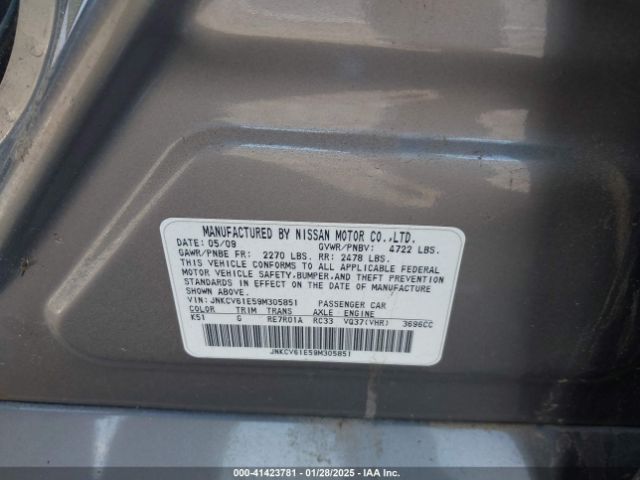 MANUFACTURED BY NISSAN MOTOR CO.,LTD.
DATE: 05/09 GVWR/PNBV: 4722 LBS.
GAWR/PNBE FR: 2270 LBS. RR: 2478 LBS.
THIS VEHICLE CONFORMS TO ALL APPLICABLE FEDERAL
MOTOR VEHICLE SAFETY,BUMPER,AND THEFT PREVENTION
STANDARDS IN EFFECT ON THE DATE OF MANUFACTURE
SHOWN ABOVE.
VIN: JNKCV61E59M305851 PASSENGER CAR
COLOR TRIM TRANS AXLE ENGINE
K51 G RE7R01A RC33 VQ37(VHR) 3696CC
JNKCV61E59M305851
000-41423781 | 01/28/2025 | IAA Inc.